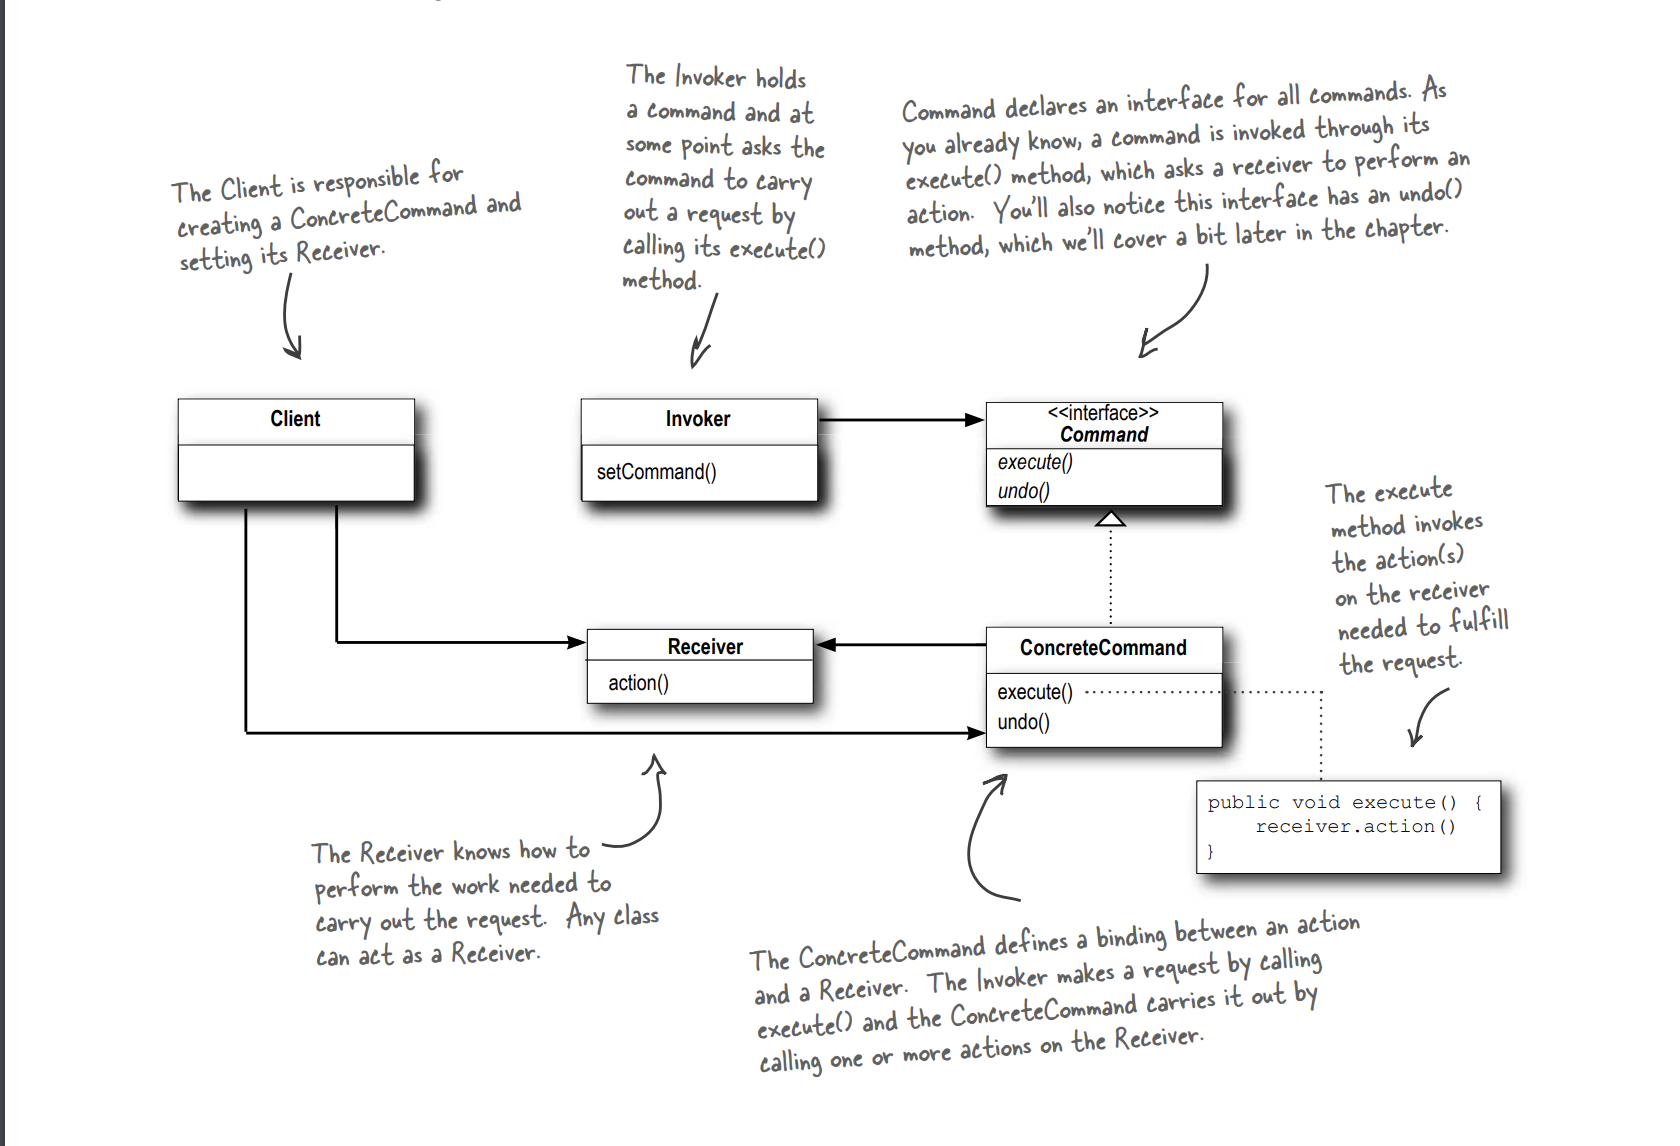 The Client is responsible for
creating a ConcreteCommand and
setting its Receiver.
The Invoker holds
a command and at
some point asks the
command to carry
out a request by
calling its execute()
method.
Command declares an interface for all commands. As
you already know, a command is invoked through its
execute() method, which asks a receiver to perform an
action. You'll also notice this interface has an undo()
method, which we'll cover a bit later in the chapter.
Client
Invoker
setCommand()
<<interface>>
Command
execute()
undo()
The execute
method invokes
the action(s)
on the receiver
needed to fulfill
the request.
Receiver
action()
ConcreteCommand
execute()
undo()
public void execute() {
receiver.action()
}
The Receiver knows how to
perform the work needed to
carry out the request. Any class
can act as a Receiver.
The ConcreteCommand defines a binding between an action
and a Receiver. The Invoker makes a request by calling
execute() and the ConcreteCommand carries it out by
calling one or more actions on the Receiver.